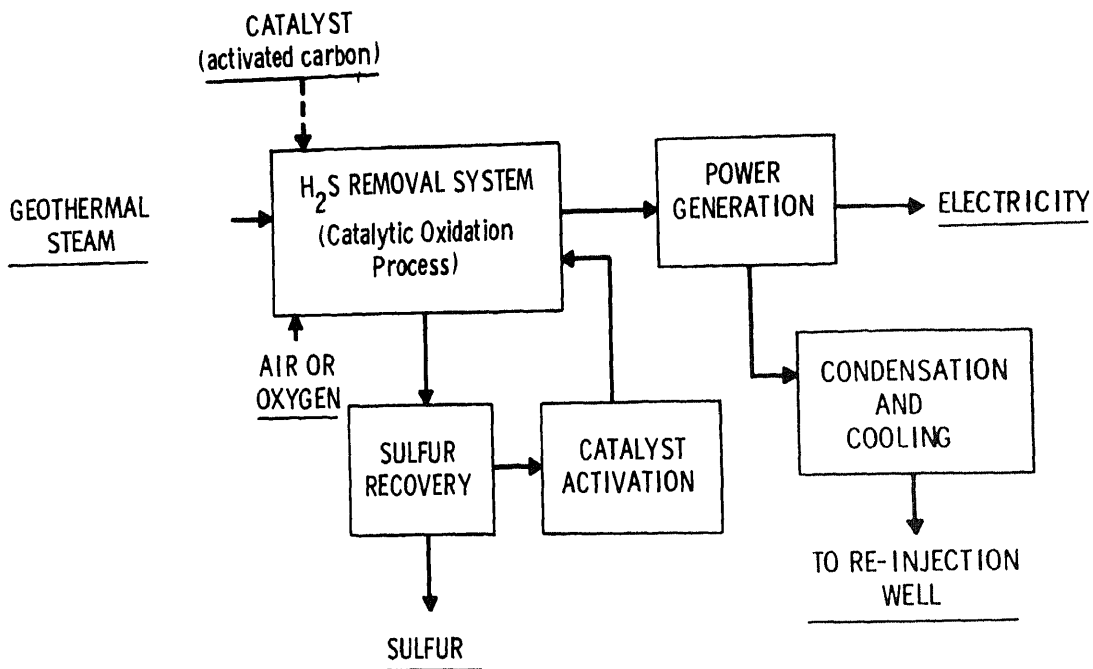 CATALYST
(activated carbon)
GEOTHERMAL
STEAM
H2S REMOVAL SYSTEM
(Catalytic Oxidation
Process)
POWER
GENERATION
ELECTRICITY
AIR OR
OXYGEN
SULFUR
RECOVERY
CATALYST
ACTIVATION
CONDENSATION
AND
COOLING
SULFUR
TO RE-INJECTION
WELL